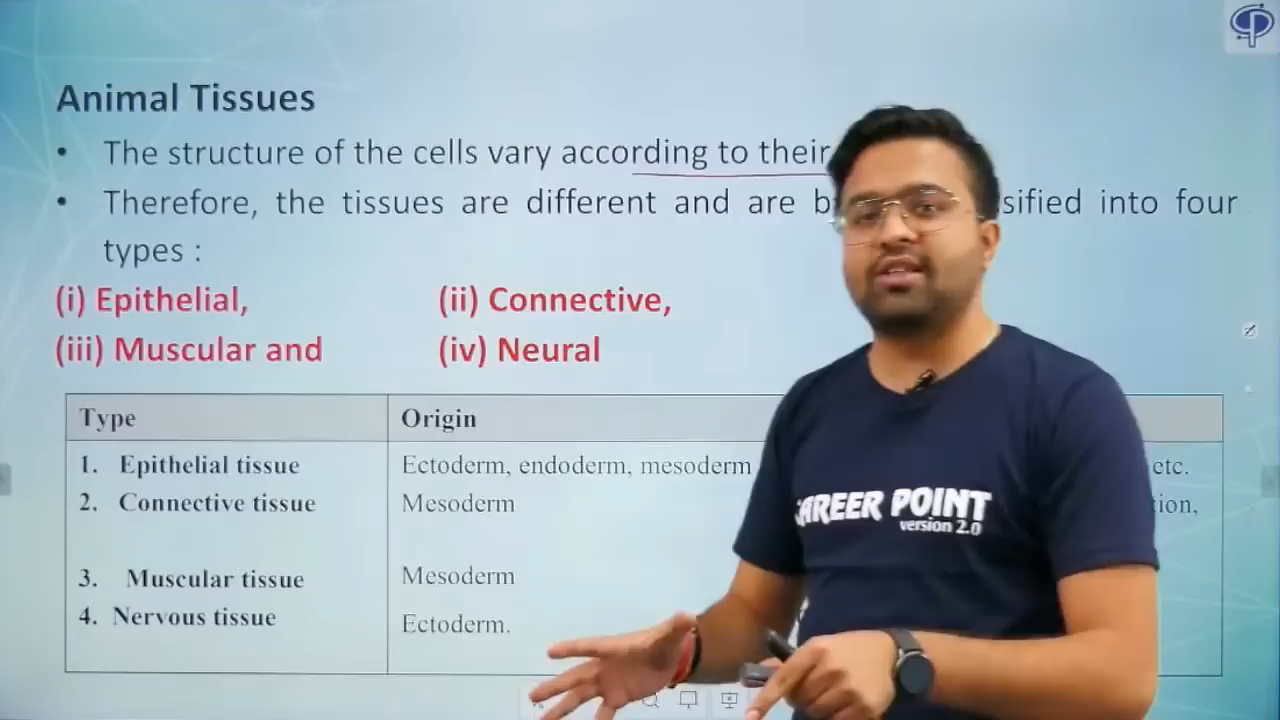 Animal Tissues
• The structure of the cells vary according to their
• Therefore, the tissues are different and are b sified into four
types :
(i) Epithelial, (ii) Connective,
(iii) Muscular and (iv) Neural
Type Origin
1. Epithelial tissue Ectoderm, endoderm, mesoderm etc.
2. Connective tissue Mesoderm tion,
3. Muscular tissue Mesoderm
4. Nervous tissue Ectoderm.
CAREER POINT
version 2.0